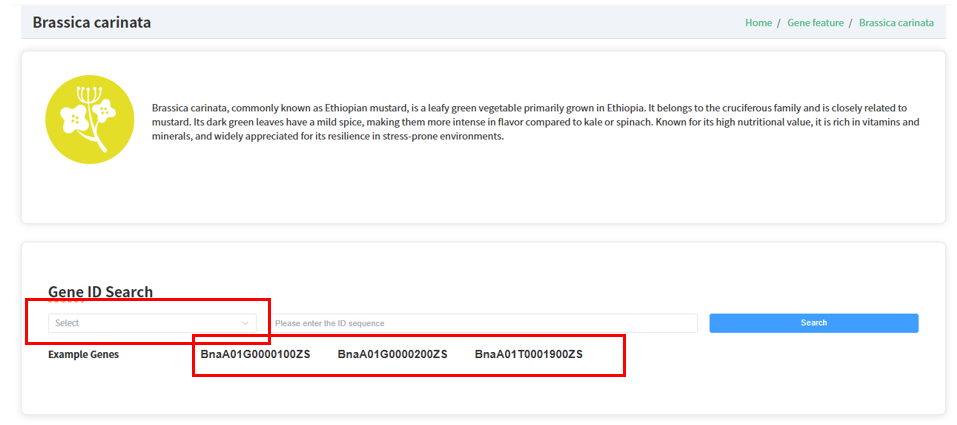 Brassica carinata
Home / Gene feature / Brassica carinata
Brassica carinata, commonly known as Ethiopian mustard, is a leafy green vegetable primarily grown in Ethiopia. It belongs to the cruciferous family and is closely related to
mustard. Its dark green leaves have a mild spice, making them more intense in flavor compared to kale or spinach. Known for its high nutritional value, it is rich in vitamins and
minerals, and widely appreciated for its resilience in stress-prone environments.
Gene ID Search
Select
Please enter the ID sequence
Search
Example Genes BnaA01G0000100ZS BnaA01G0000200ZS BnaA01T0001900ZS